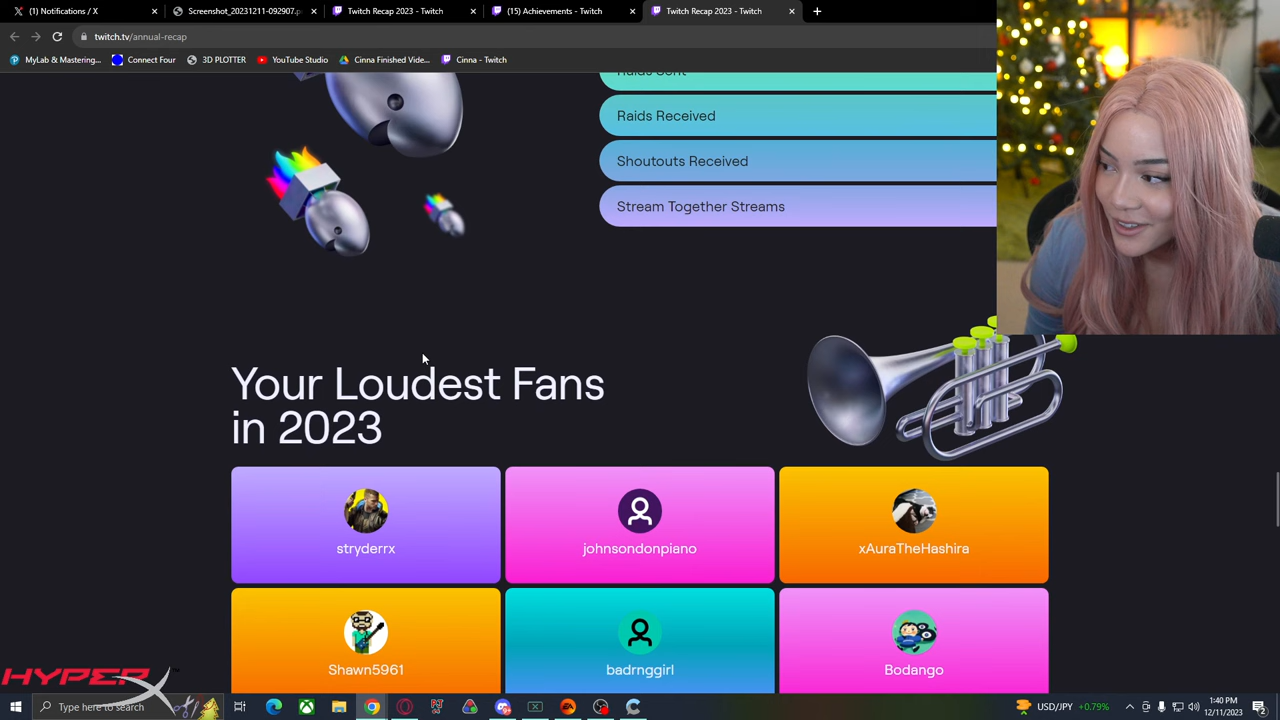 (1) Notifications / X
Screenshot_20231211-092907.p
Twitch Recap 2023 - Twitch
(15) Achievements - Twitch
Twitch Recap 2023 - Twitch
twitch.tv/annual-recap
MyLab & Mastering...
Connect Four
3D PLOTTER
YouTube Studio
Cinna Finished Vide...
Cinna - Twitch
Raids Sent
Raids Received
Shoutouts Received
Stream Together Streams
Your Loudest Fans
in 2023
stryderrx
johnsondonpiano
xAuraTheHashira
Shawn5961
badrnggirl
Bodango
HYPERX
Type here to search
USD/JPY
+0.79%
1:40 PM
12/11/2023
2